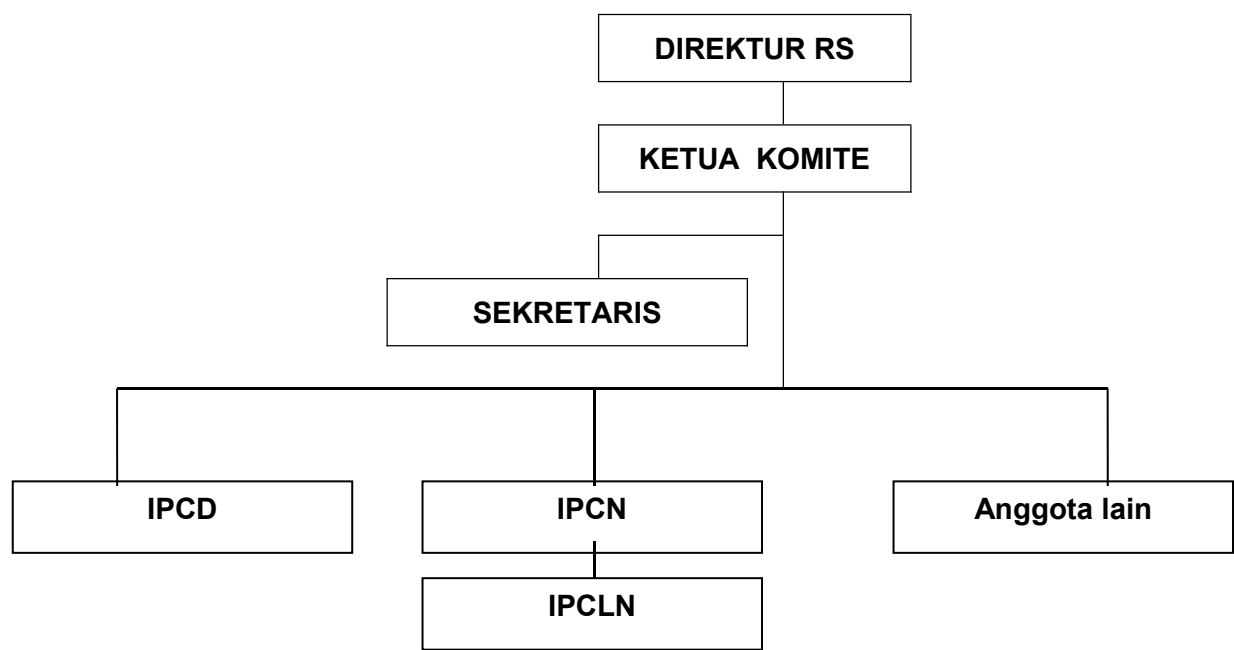 DIREKTUR RS
KETUA KOMITE
SEKRETARIS
IPCD
IPCN
Anggota lain
IPCLN